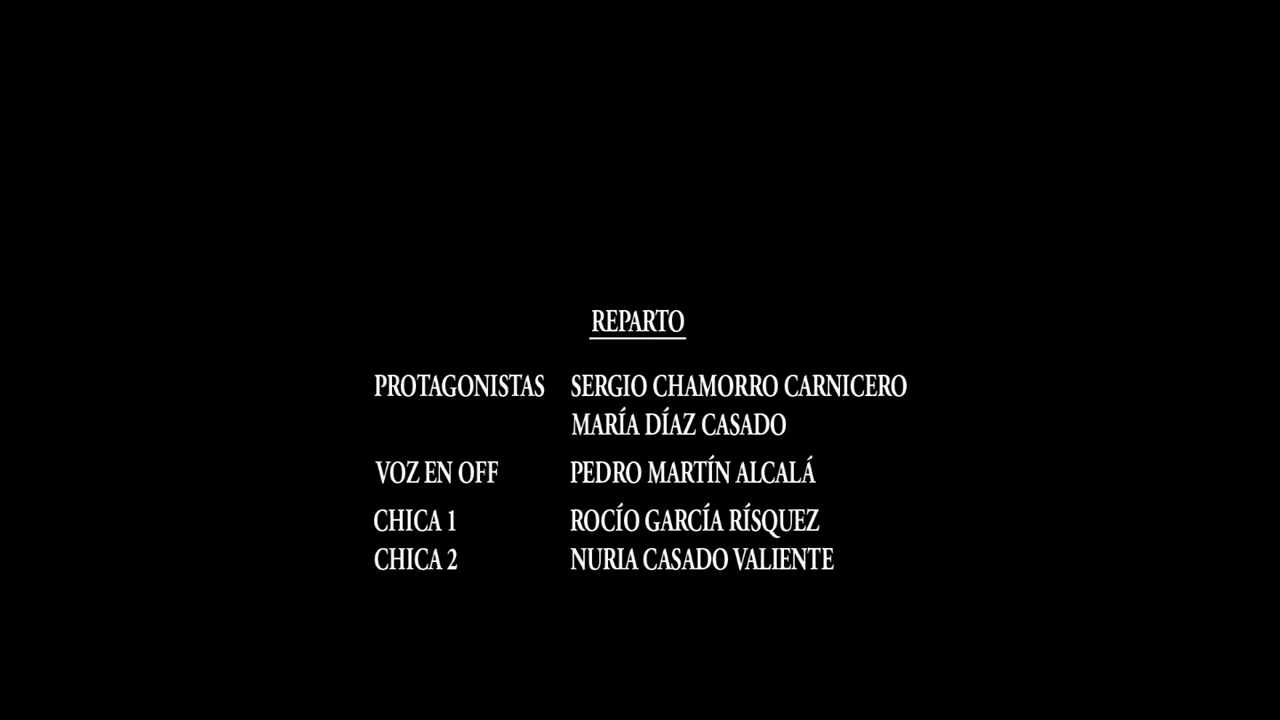 REPARTO
PROTAGONISTAS SERGIO CHAMORRO CARNICERO
MARÍA DÍAZ CASADO
VOZ EN OFF PEDRO MARTÍN ALCALÁ
CHICA 1 ROCÍO GARCÍA RÍSQUEZ
CHICA 2 NURIA CASADO VALIENTE